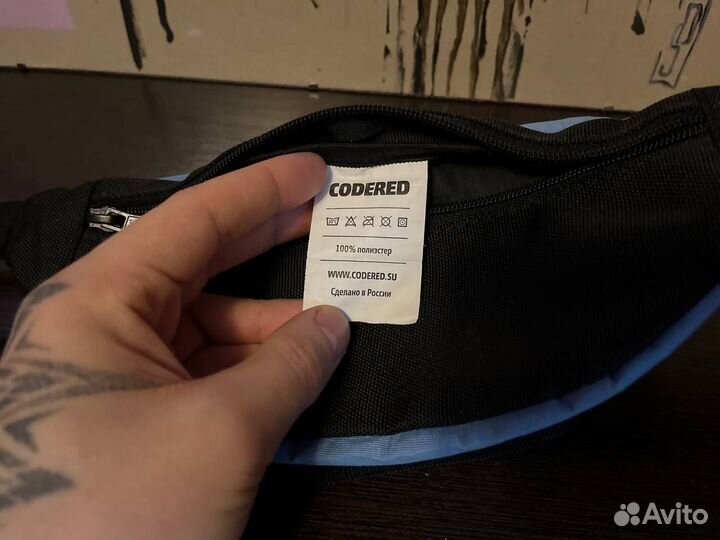 CODERED
100% полиэстер
WWW.CODERED.SU
Сделано в России
Avito